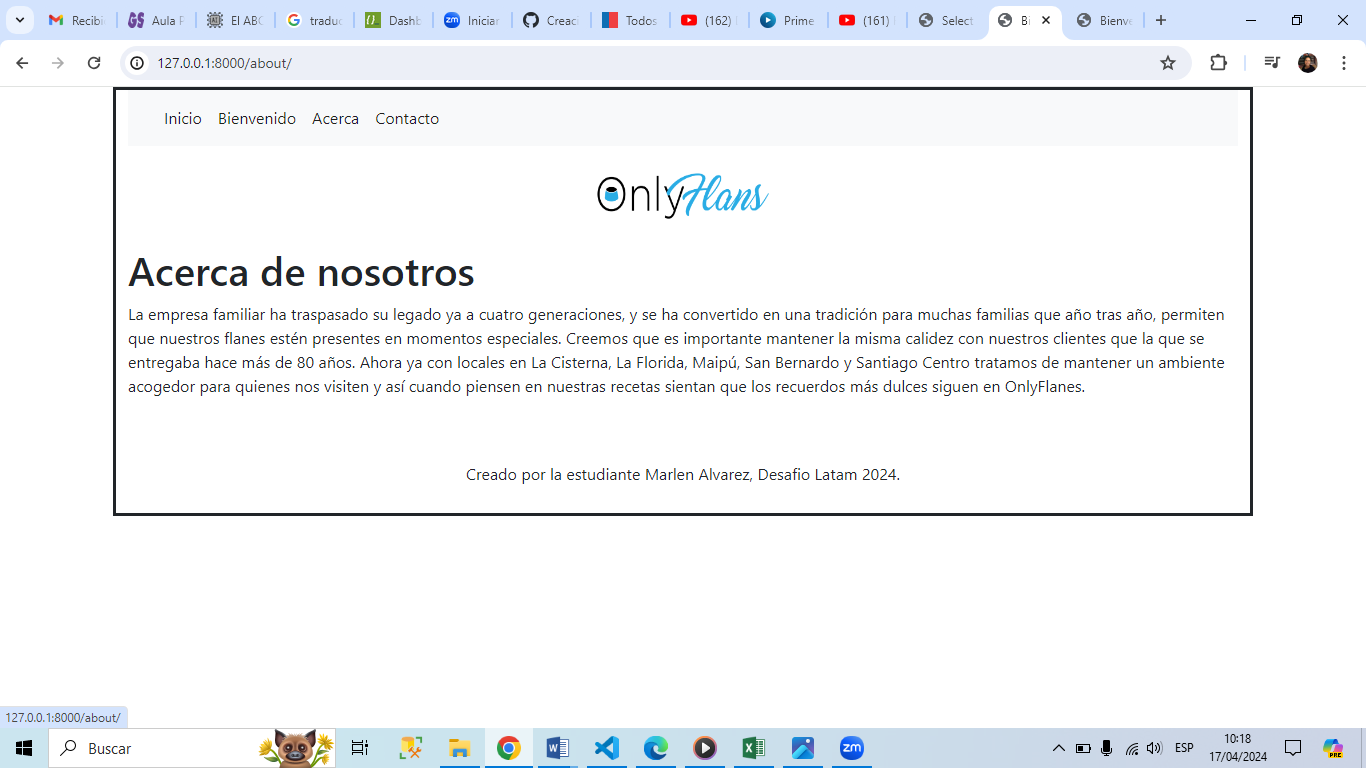 Recibi
Aula P
El ABC
traduc
Dashb
Iniciar
Creaci
Todos
(162)
Prime
(161)
Select
Bi
Bienve
127.0.0.1:8000/about/
Inicio Bienvenido Acerca Contacto
OnlyFlans
Acerca de nosotros
La empresa familiar ha traspasado su legado ya a cuatro generaciones, y se ha convertido en una tradición para muchas familias que año tras año, permiten
que nuestros flanes estén presentes en momentos especiales. Creemos que es importante mantener la misma calidez con nuestros clientes que la que se
entregaba hace más de 80 años. Ahora ya con locales en La Cisterna, La Florida, Maipú, San Bernardo y Santiago Centro tratamos de mantener un ambiente
acogedor para quienes nos visiten y así cuando piensen en nuestras recetas sientan que los recuerdos más dulces siguen en OnlyFlanes.
Creado por la estudiante Marlen Alvarez, Desafio Latam 2024.
127.0.0.1:8000/about/
Buscar
zm
ESP
10:18
17/04/2024
PRE